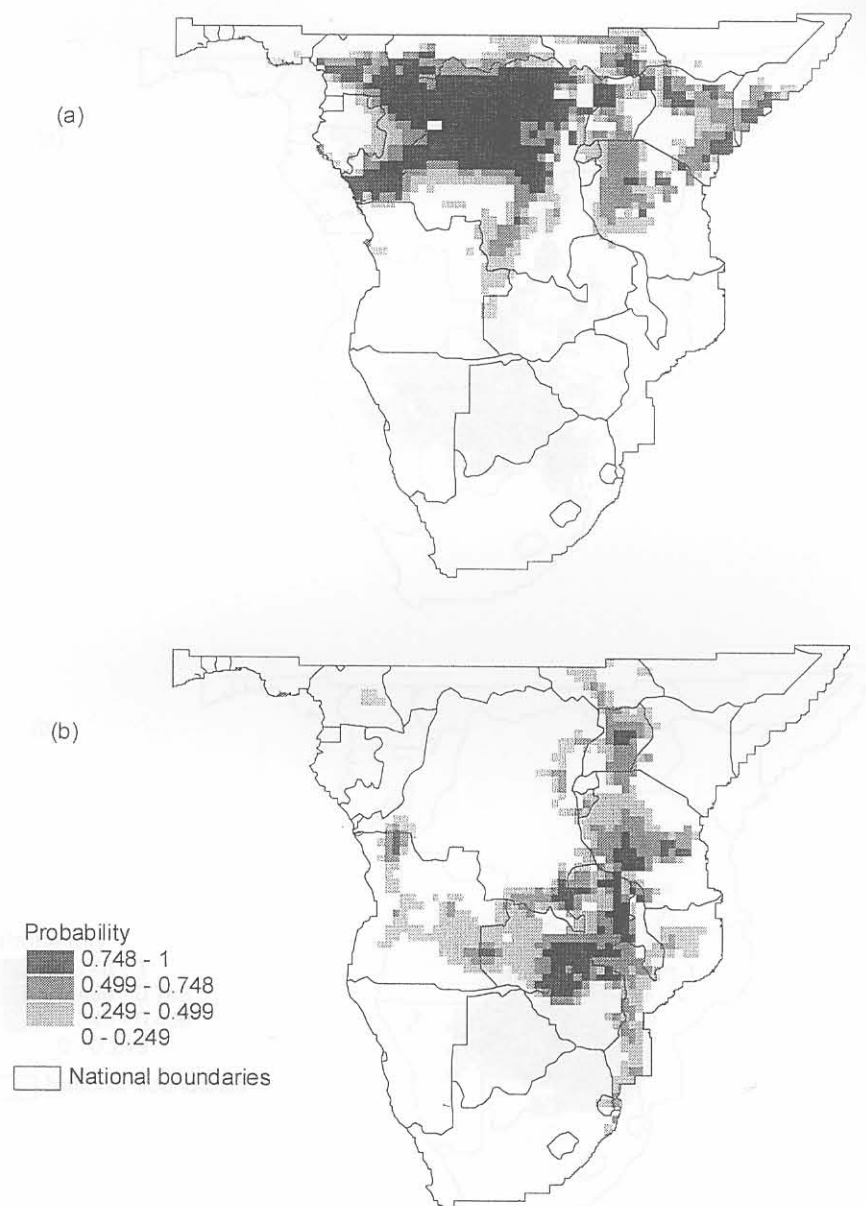 (a)
(b)
Probability
0.748 - 1
0.499 - 0.748
0.249 - 0.499
0 - 0.249
National boundaries